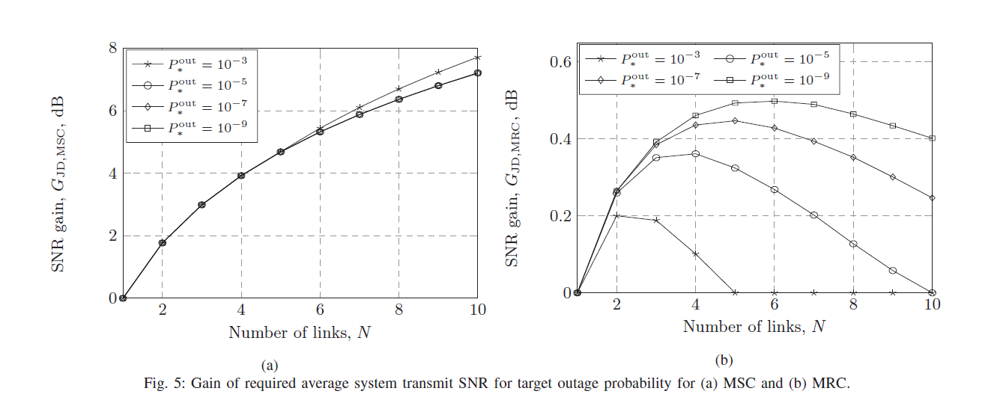 8
6
4
2
0
2
4
6
8
10
SNR gain, G_JD,MSC, dB
Number of links, N
P_*^out = 10^−3
P_*^out = 10^−5
P_*^out = 10^−7
P_*^out = 10^−9
(a)
0.6
0.4
0.2
0
2
4
6
8
10
SNR gain, G_JD,MRC, dB
Number of links, N
P_*^out = 10^−3 P_*^out = 10^−5
P_*^out = 10^−7 P_*^out = 10^−9
(b)
Fig. 5: Gain of required average system transmit SNR for target outage probability for (a) MSC and (b) MRC.